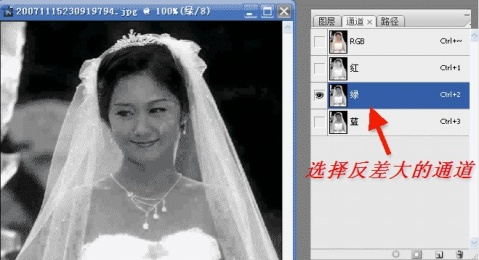 20071115230919794.jpg @ 100%(绿/8)
图层 通道 × 路径
RGB Ctrl+~
红 Ctrl+1
绿 Ctrl+2
蓝 Ctrl+3
选择反差大的通道